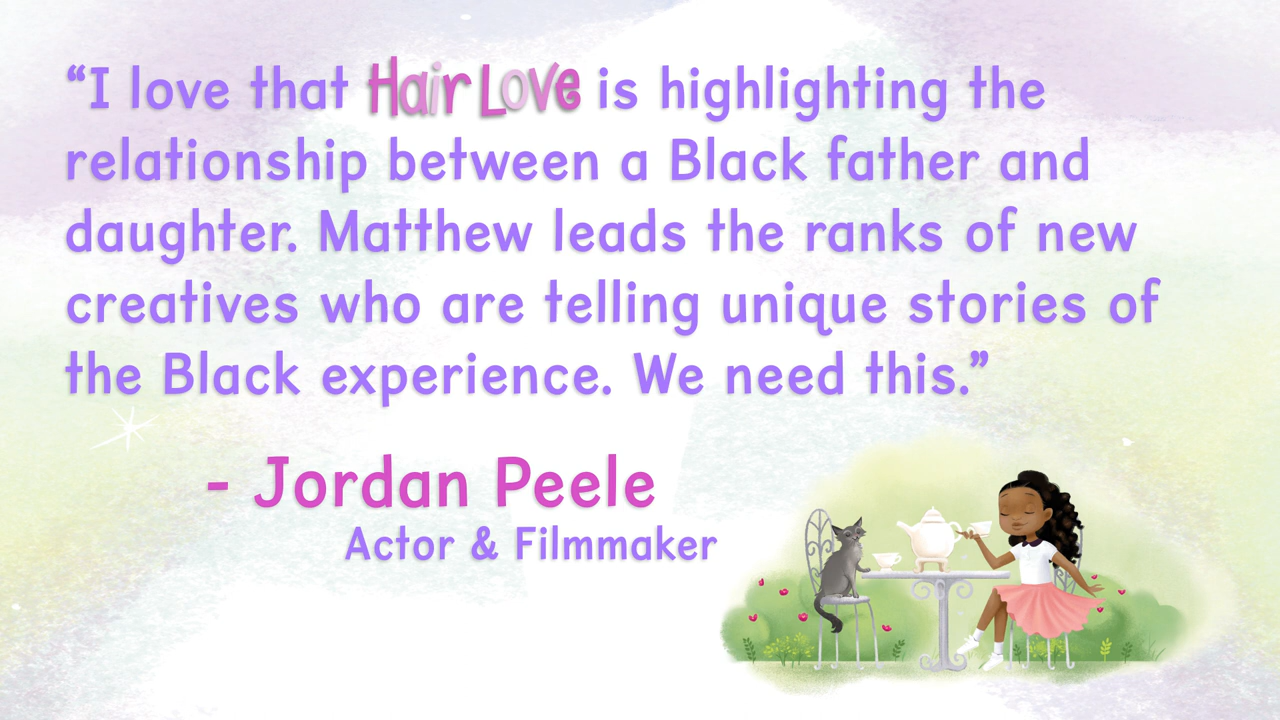 “I love that Hair Love is highlighting the
relationship between a Black father and
daughter. Matthew leads the ranks of new
creatives who are telling unique stories of
the Black experience. We need this.”
- Jordan Peele
Actor & Filmmaker